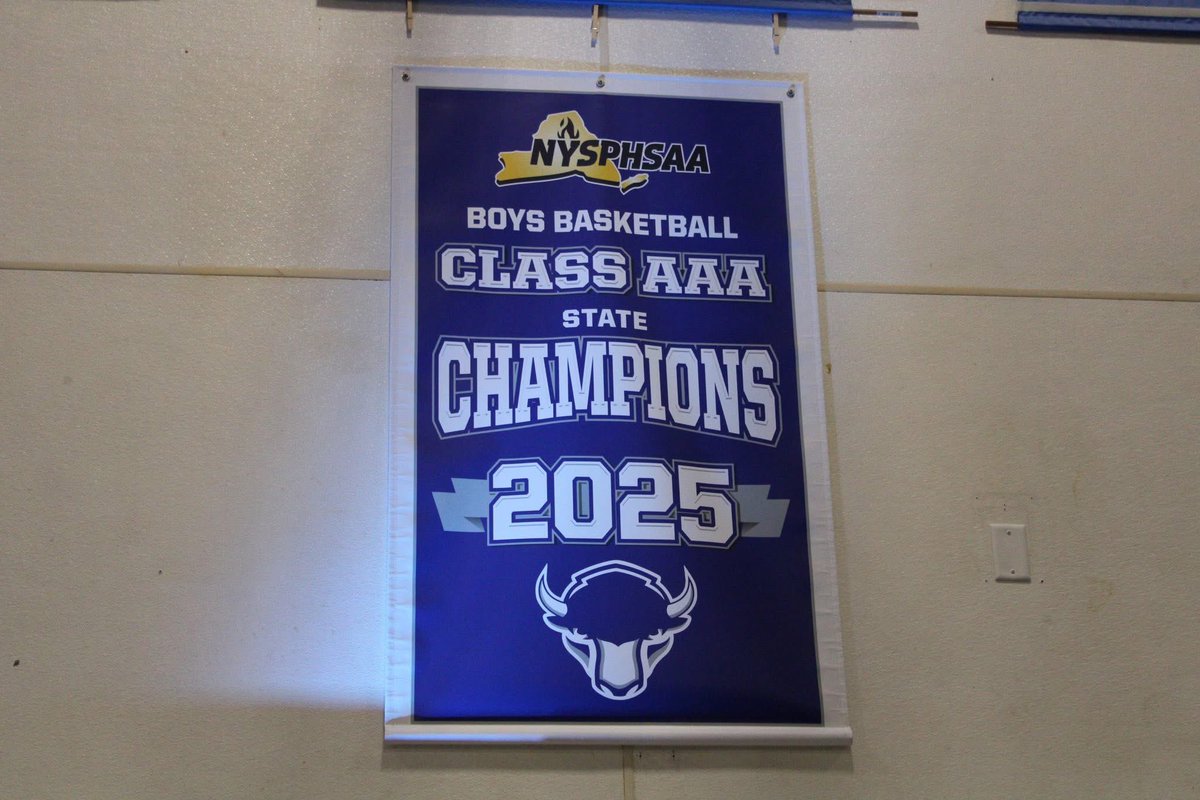 NYSPHSAA
BOYS BASKETBALL
CLASS AAA
STATE
CHAMPIONS
2025